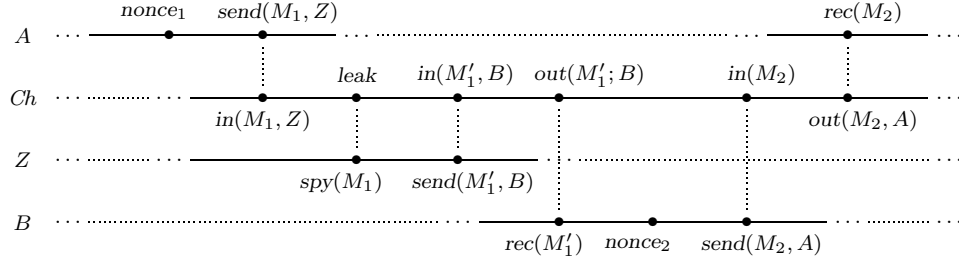 nonce₁ send(M₁, Z) rec(M₂)
A ··· ··· ··· ···
leak in(M₁′, B) out(M₁′; B) in(M₂)
Ch ··· ··· ···
in(M₁, Z) out(M₂, A)
Z ··· ··· ··· ···
spy(M₁) send(M₁′, B)
B ··· ··· ··· ···
rec(M₁′) nonce₂ send(M₂, A)